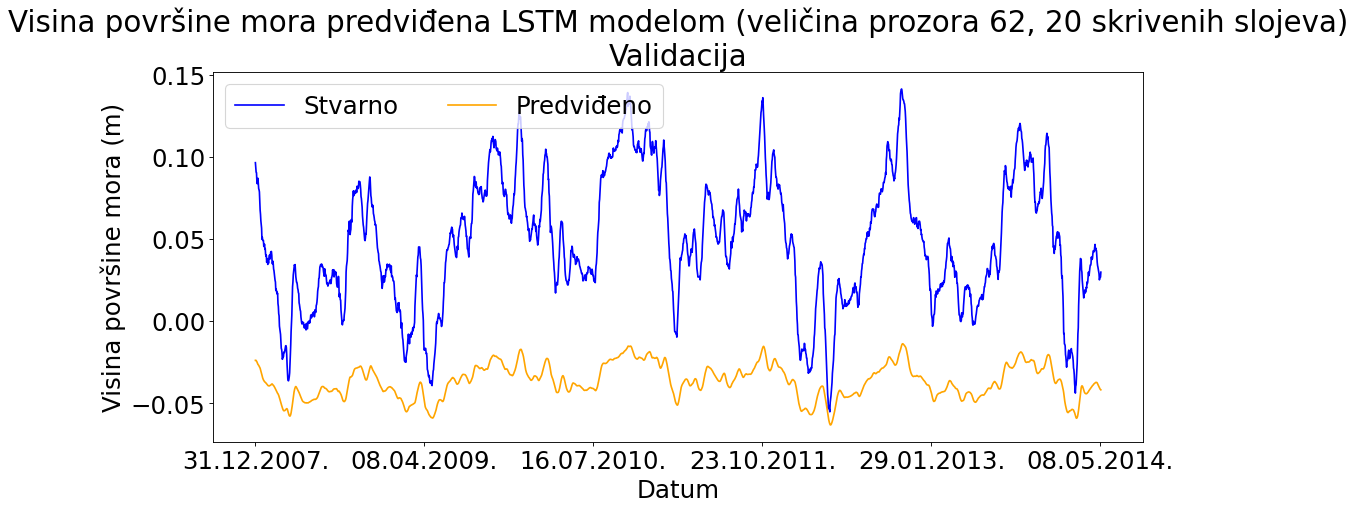 Visina površine mora predviđena LSTM modelom (veličina prozora 62, 20 skrivenih slojeva)
Validacija
Stvarno
Predviđeno
Visina površine mora (m)
0.15
0.10
0.05
0.00
−0.05
31.12.2007.
08.04.2009.
16.07.2010.
23.10.2011.
29.01.2013.
08.05.2014.
Datum